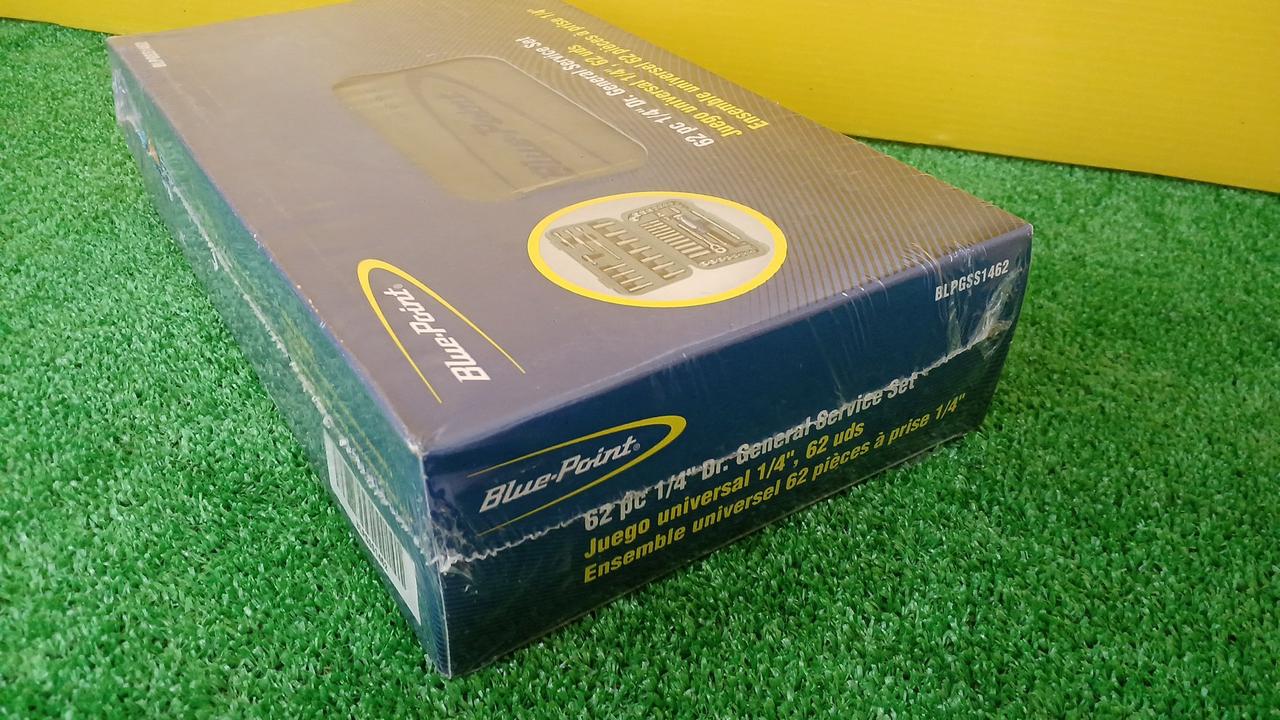 62 pc 1/4" Dr. General Service Set
Juego universal 1/4", 62 uds
Ensemble universel 62 pièces à prise 1/4"
Blue-Point
Blue-Point®
BLPGSS1462
Blue-Point®
62 pc 1/4" Dr. General Service Set
Juego universal 1/4", 62 uds
Ensemble universel 62 pièces à prise 1/4"